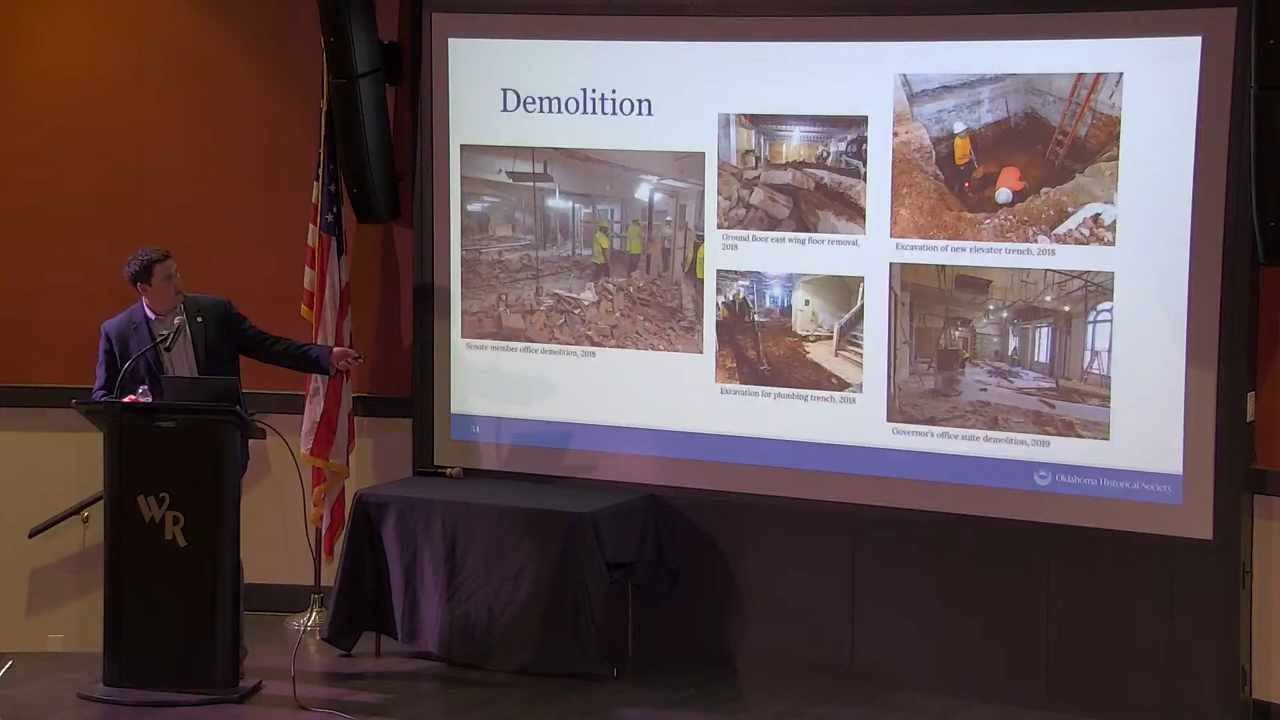 Demolition
Senate member office demolition, 2018
Ground floor east wing floor removal,
2018
Excavation for plumbing trench, 2018
Excavation of new elevator trench, 2018
Governor's office suite demolition, 2019
34
Oklahoma Historical Society
WR